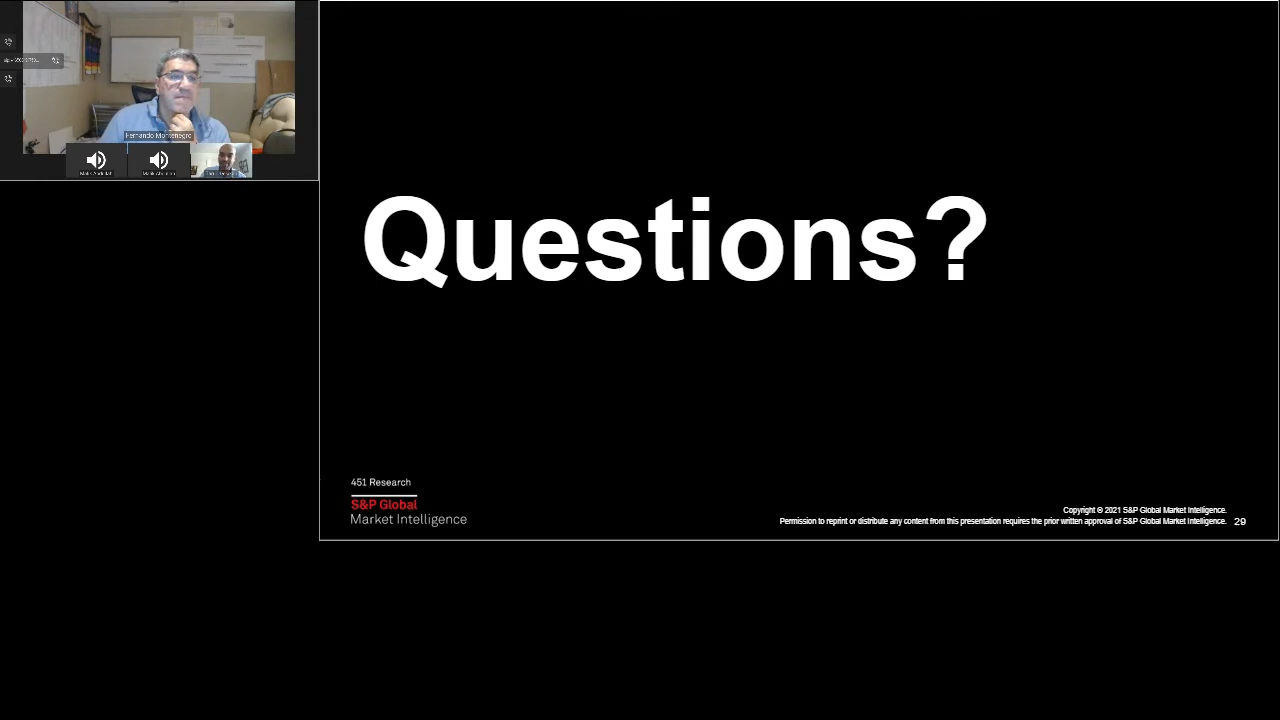 Fernando Montenegro
Questions?
451 Research
S&P Global
Market Intelligence
Copyright © 2021 S&P Global Market Intelligence.
Permission to reprint or distribute any content from this presentation requires the prior written approval of S&P Global Market Intelligence.
29